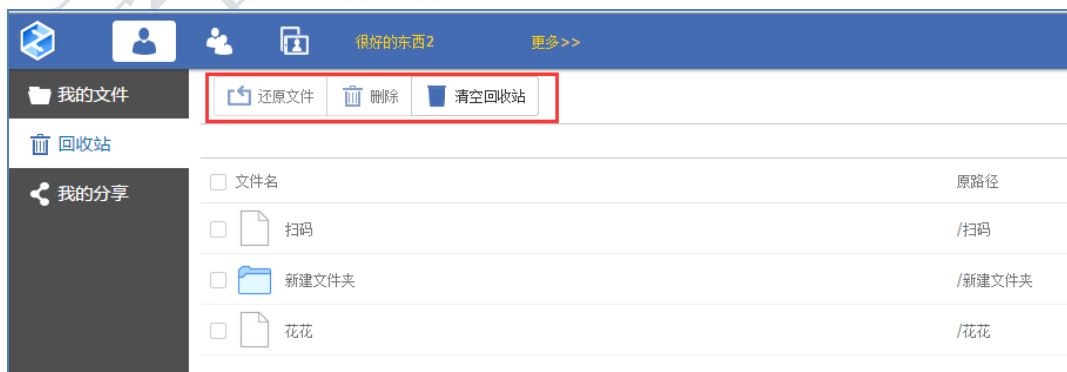 很好的东西2 更多>>
我的文件 还原文件 删除 清空回收站
回收站
文件名 原路径
我的分享
扫码 /扫码
新建文件夹 /新建文件夹
花花 /花花